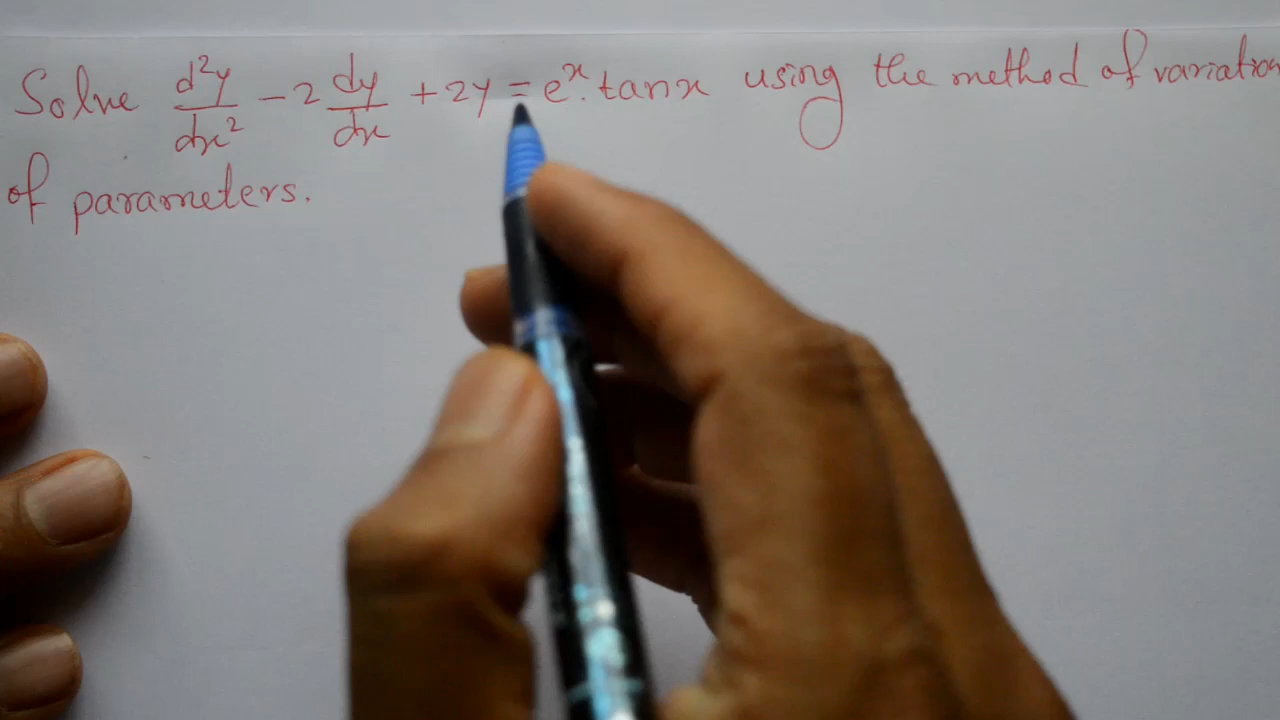 Solve d²y/dx² - 2 dy/dx + 2y = eˣ. tanx using the method of variation
of parameters.